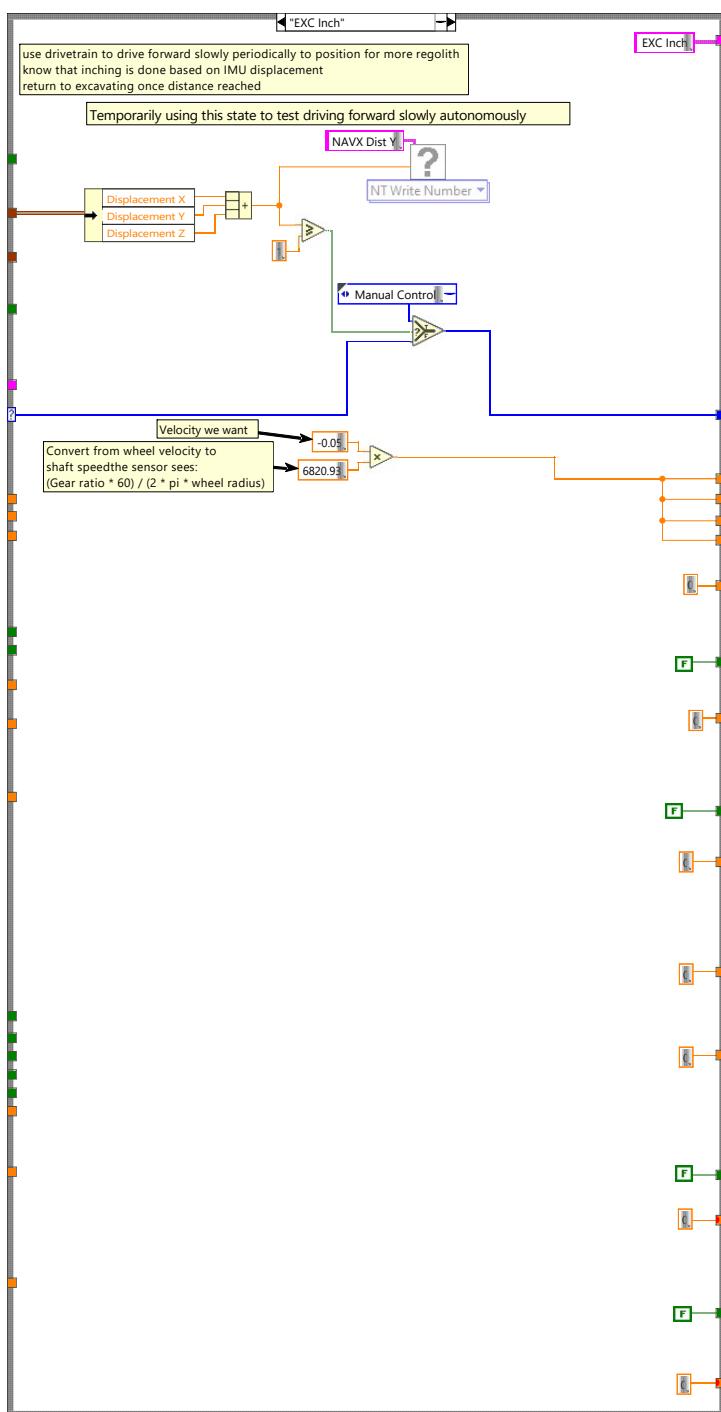 "EXC Inch"
EXC Inch
use drivetrain to drive forward slowly periodically to position for more regolith
know that inching is done based on IMU displacement
return to excavating once distance reached
Temporarily using this state to test driving forward slowly autonomously
NAVX Dist Y
?
NT Write Number
Displacement X
Displacement Y
Displacement Z
+
≥
Manual Control
?
T
F
?
Velocity we want
-0.05
Convert from wheel velocity to
shaft speedthe sensor sees:
(Gear ratio * 60) / (2 * pi * wheel radius)
6820.93
×
F
F
F
F